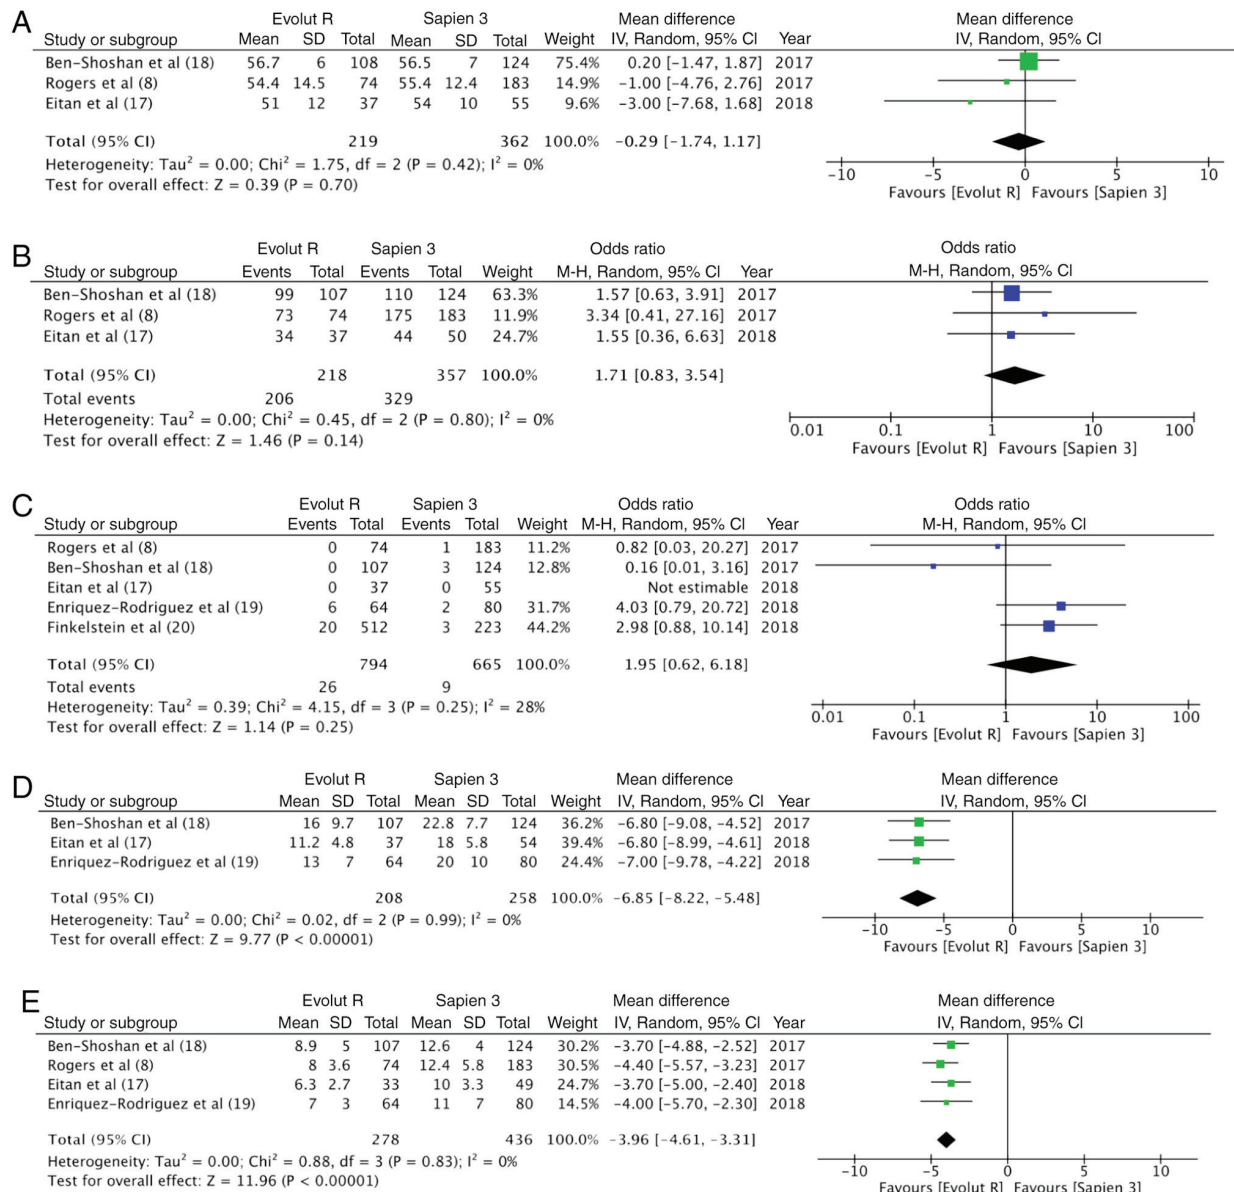 A
Evolut R Sapien 3 Mean difference Mean difference
Study or subgroup Mean SD Total Mean SD Total Weight IV, Random, 95% CI Year IV, Random, 95% CI
Ben-Shoshan et al (18) 56.7 6 108 56.5 7 124 75.4% 0.20 [-1.47, 1.87] 2017
Rogers et al (8) 54.4 14.5 74 55.4 12.4 183 14.9% -1.00 [-4.76, 2.76] 2017
Eitan et al (17) 51 12 37 54 10 55 9.6% -3.00 [-7.68, 1.68] 2018
Total (95% CI) 219 362 100.0% -0.29 [-1.74, 1.17]
Heterogeneity: Tau² = 0.00; Chi² = 1.75, df = 2 (P = 0.42); I² = 0%
Test for overall effect: Z = 0.39 (P = 0.70)
-10 -5 0 5 10
Favours [Evolut R] Favours [Sapien 3]
B
Evolut R Sapien 3 Odds ratio Odds ratio
Study or subgroup Events Total Events Total Weight M-H, Random, 95% CI Year M-H, Random, 95% CI
Ben-Shoshan et al (18) 99 107 110 124 63.3% 1.57 [0.63, 3.91] 2017
Rogers et al (8) 73 74 175 183 11.9% 3.34 [0.41, 27.16] 2017
Eitan et al (17) 34 37 44 50 24.7% 1.55 [0.36, 6.63] 2018
Total (95% CI) 218 357 100.0% 1.71 [0.83, 3.54]
Total events 206 329
Heterogeneity: Tau² = 0.00; Chi² = 0.45, df = 2 (P = 0.80); I² = 0%
Test for overall effect: Z = 1.46 (P = 0.14)
0.01 0.1 1 10 100
Favours [Evolut R] Favours [Sapien 3]
C
Evolut R Sapien 3 Odds ratio Odds ratio
Study or subgroup Events Total Events Total Weight M-H, Random, 95% CI Year M-H, Random, 95% CI
Rogers et al (8) 0 74 1 183 11.2% 0.82 [0.03, 20.27] 2017
Ben-Shoshan et al (18) 0 107 3 124 12.8% 0.16 [0.01, 3.16] 2017
Eitan et al (17) 0 37 0 55 Not estimable 2018
Enriquez-Rodriguez et al (19) 6 64 2 80 31.7% 4.03 [0.79, 20.72] 2018
Finkelstein et al (20) 20 512 3 223 44.2% 2.98 [0.88, 10.14] 2018
Total (95% CI) 794 665 100.0% 1.95 [0.62, 6.18]
Total events 26 9
Heterogeneity: Tau² = 0.39; Chi² = 4.15, df = 3 (P = 0.25); I² = 28%
Test for overall effect: Z = 1.14 (P = 0.25)
0.01 0.1 1 10 100
Favours [Evolut R] Favours [Sapien 3]
D
Evolut R Sapien 3 Mean difference Mean difference
Study or subgroup Mean SD Total Mean SD Total Weight IV, Random, 95% CI Year IV, Random, 95% CI
Ben-Shoshan et al (18) 16 9.7 107 22.8 7.7 124 36.2% -6.80 [-9.08, -4.52] 2017
Eitan et al (17) 11.2 4.8 37 18 5.8 54 39.4% -6.80 [-8.99, -4.61] 2018
Enriquez-Rodriguez et al (19) 13 7 64 20 10 80 24.4% -7.00 [-9.78, -4.22] 2018
Total (95% CI) 208 258 100.0% -6.85 [-8.22, -5.48]
Heterogeneity: Tau² = 0.00; Chi² = 0.02, df = 2 (P = 0.99); I² = 0%
Test for overall effect: Z = 9.77 (P < 0.00001)
-10 -5 0 5 10
Favours [Evolut R] Favours [Sapien 3]
E
Evolut R Sapien 3 Mean difference Mean difference
Study or subgroup Mean SD Total Mean SD Total Weight IV, Random, 95% CI Year IV, Random, 95% CI
Ben-Shoshan et al (18) 8.9 5 107 12.6 4 124 30.2% -3.70 [-4.88, -2.52] 2017
Rogers et al (8) 8 3.6 74 12.4 5.8 183 30.5% -4.40 [-5.57, -3.23] 2017
Eitan et al (17) 6.3 2.7 33 10 3.3 49 24.7% -3.70 [-5.00, -2.40] 2018
Enriquez-Rodriguez et al (19) 7 3 64 11 7 80 14.5% -4.00 [-5.70, -2.30] 2018
Total (95% CI) 278 436 100.0% -3.96 [-4.61, -3.31]
Heterogeneity: Tau² = 0.00; Chi² = 0.88, df = 3 (P = 0.83); I² = 0%
Test for overall effect: Z = 11.96 (P < 0.00001)
-10 -5 0 5 10
Favours [Evolut R] Favours [Sapien 3]